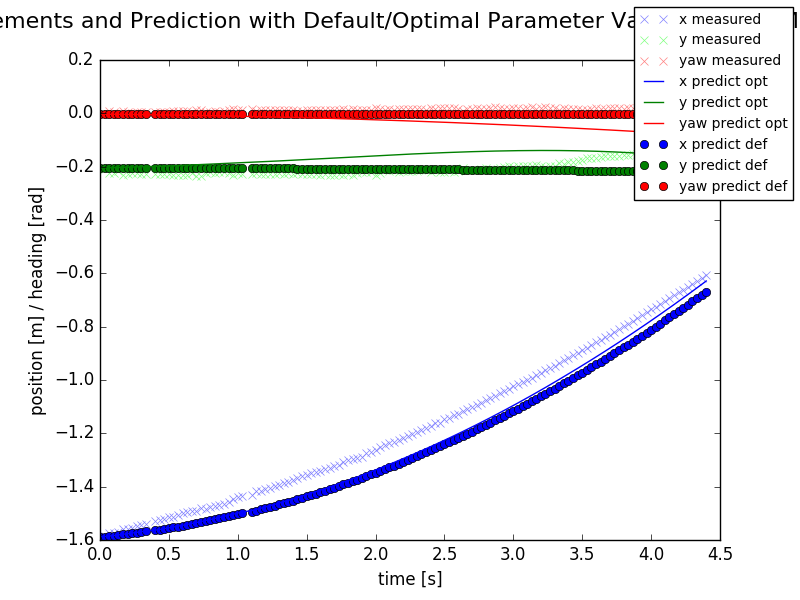 ements and Prediction with Default/Optimal Parameter Va
x measured
y measured
yaw measured
x predict opt
y predict opt
yaw predict opt
x predict def
y predict def
yaw predict def
position [m] / heading [rad]
0.2
0.0
−0.2
−0.4
−0.6
−0.8
−1.0
−1.2
−1.4
−1.6
0.0 0.5 1.0 1.5 2.0 2.5 3.0 3.5 4.0 4.5
time [s]